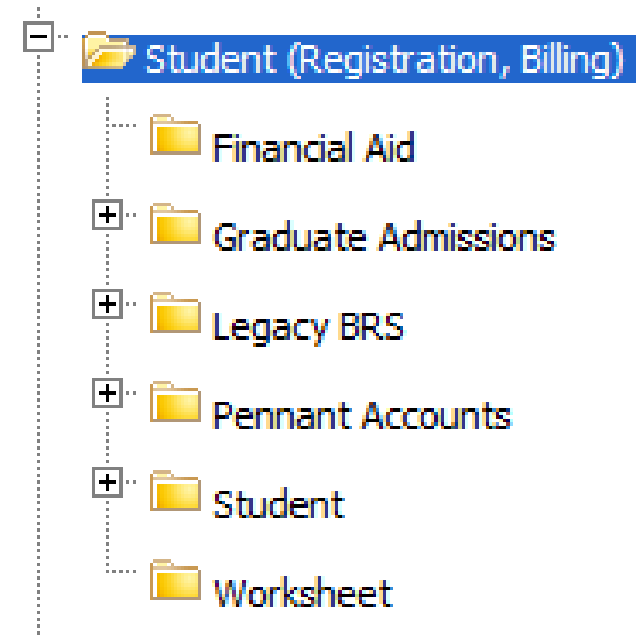 Student (Registration, Billing)
Financial Aid
Graduate Admissions
Legacy BRS
Pennant Accounts
Student
Worksheet